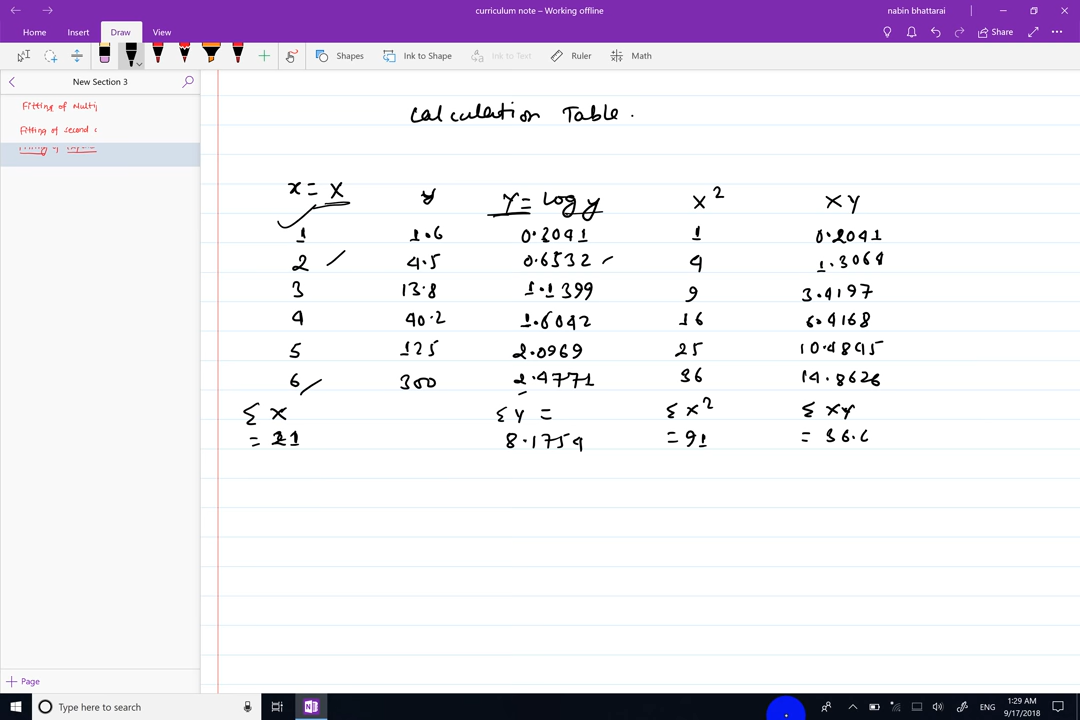 curriculum note – Working offline
nabin bhattarai
Home Insert Draw View
Share
Shapes Ink to Shape Ink to Text Ruler Math
New Section 3
Fitting of Multip
Fitting of second c
Fitting of
Calculation Table.
x = X y Y = log y X² XY
1 1.6 0.2041 1 0.2041
2 4.5 0.6532 4 1.3064
3 13.8 1.1399 9 3.4197
4 40.2 1.6042 16 6.4168
5 125 2.0969 25 10.4845
6 300 2.4771 36 14.8626
Σ X Σ Y = Σ X² Σ XY
= 21 8.1754 = 91 = 36.6
Page
Type here to search
ENG
1:29 AM
9/17/2018